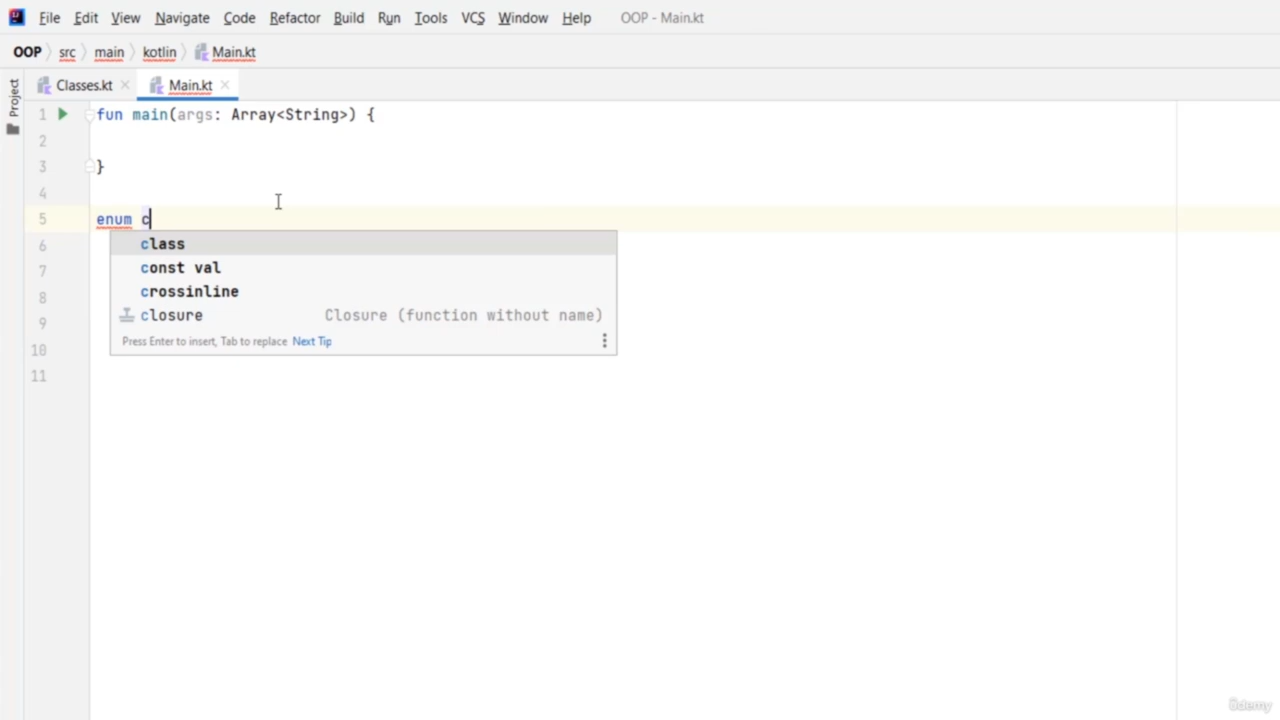 File Edit View Navigate Code Refactor Build Run Tools VCS Window Help OOP - Main.kt
OOP src main kotlin Main.kt
Project
Classes.kt Main.kt
1 fun main(args: Array<String>) {
2
3 }
4
5 enum c
6 class
7 const val
8 crossinline
9 closure Closure (function without name)
10 Press Enter to insert, Tab to replace Next Tip
11
ûdemy